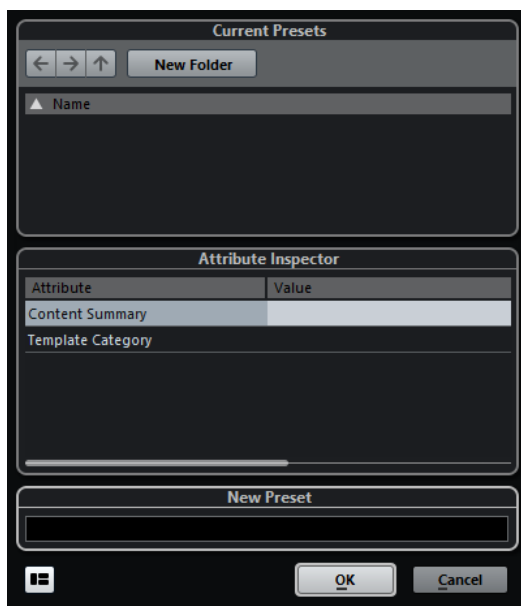 Current Presets
New Folder
Name
Attribute Inspector
Attribute Value
Content Summary
Template Category
New Preset
OK Cancel